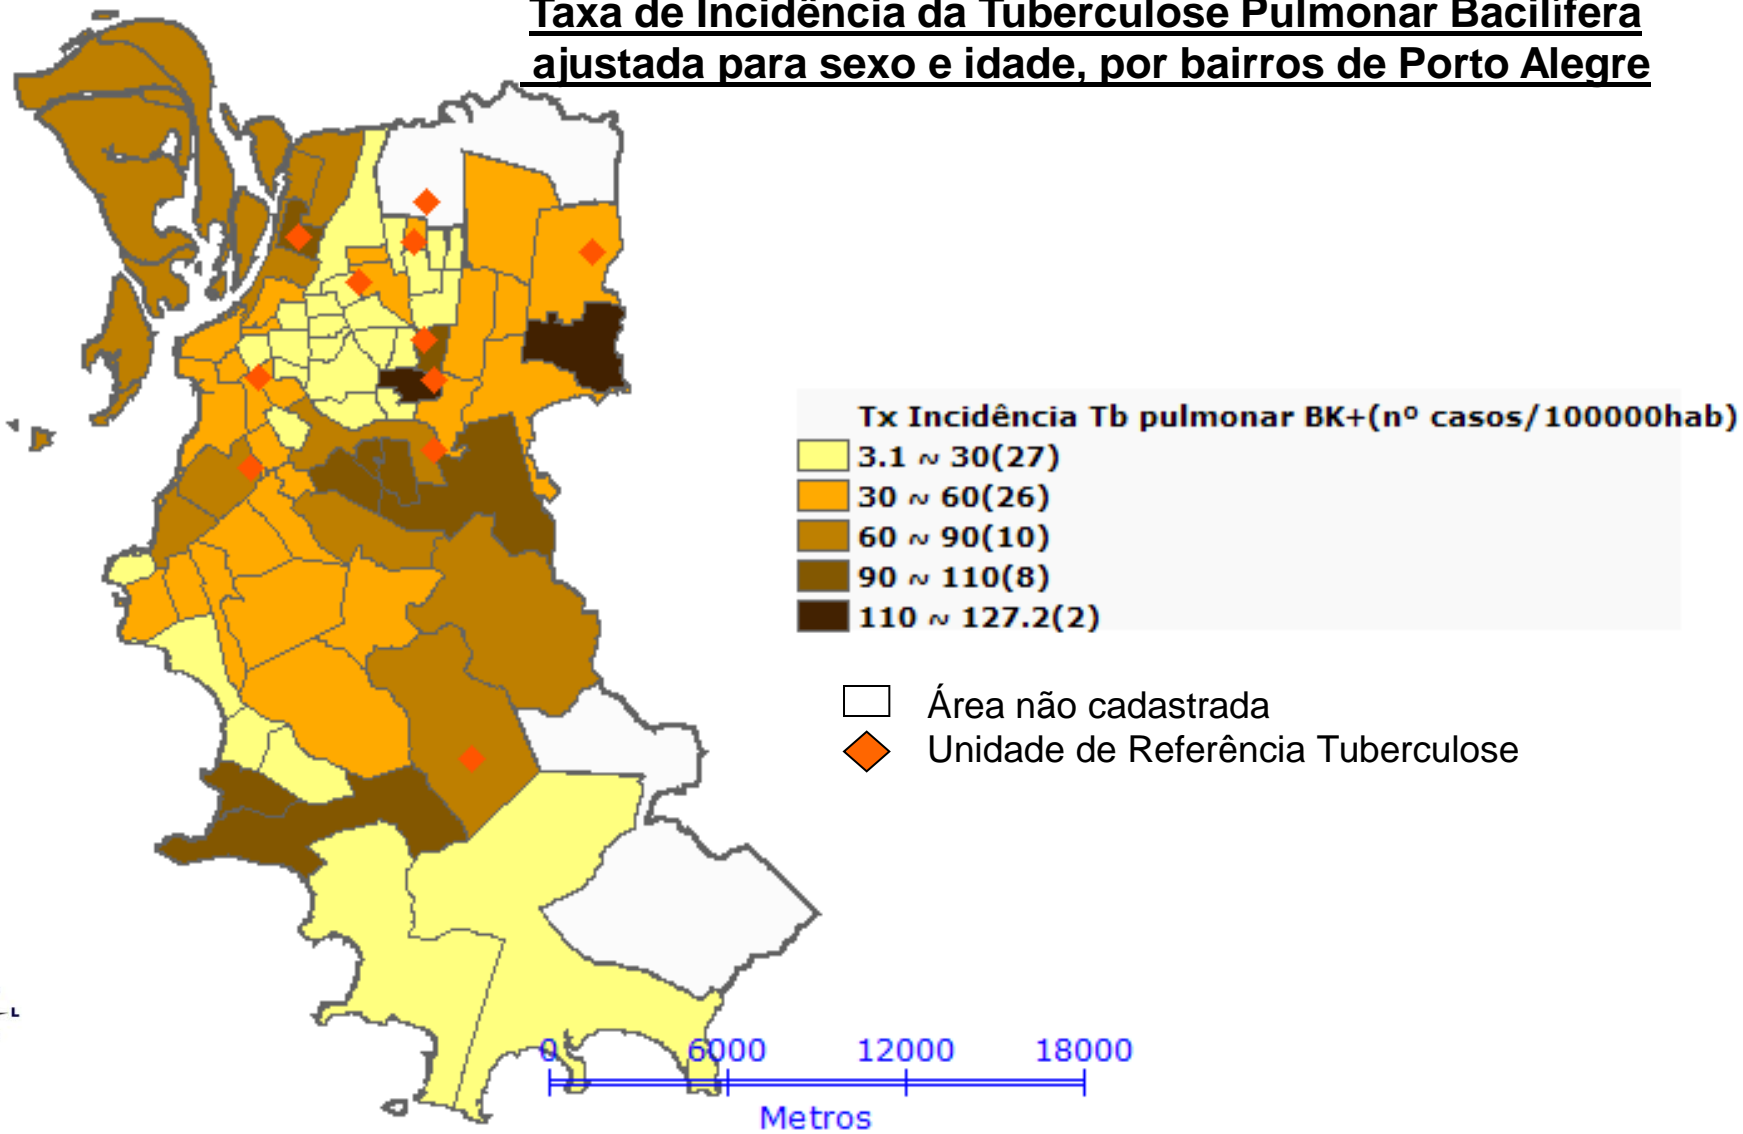 Taxa de Incidência da Tuberculose Pulmonar Bacilífera
ajustada para sexo e idade, por bairros de Porto Alegre
Tx Incidência Tb pulmonar BK+(nº casos/100000hab)
3.1 ~ 30(27)
30 ~ 60(26)
60 ~ 90(10)
90 ~ 110(8)
110 ~ 127.2(2)
Área não cadastrada
Unidade de Referência Tuberculose
L
0 6000 12000 18000
Metros